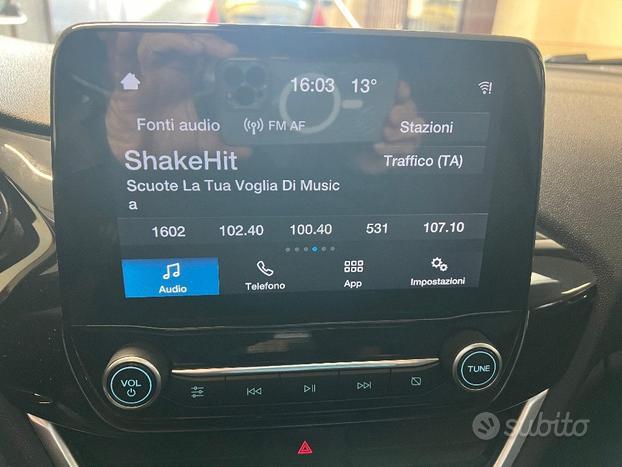 16:03 13°
Fonti audio FM AF Stazioni
ShakeHit Traffico (TA)
Scuote La Tua Voglia Di Music
a
1602 102.40 100.40 531 107.10
Audio Telefono App Impostazioni
VOL TUNE
subito